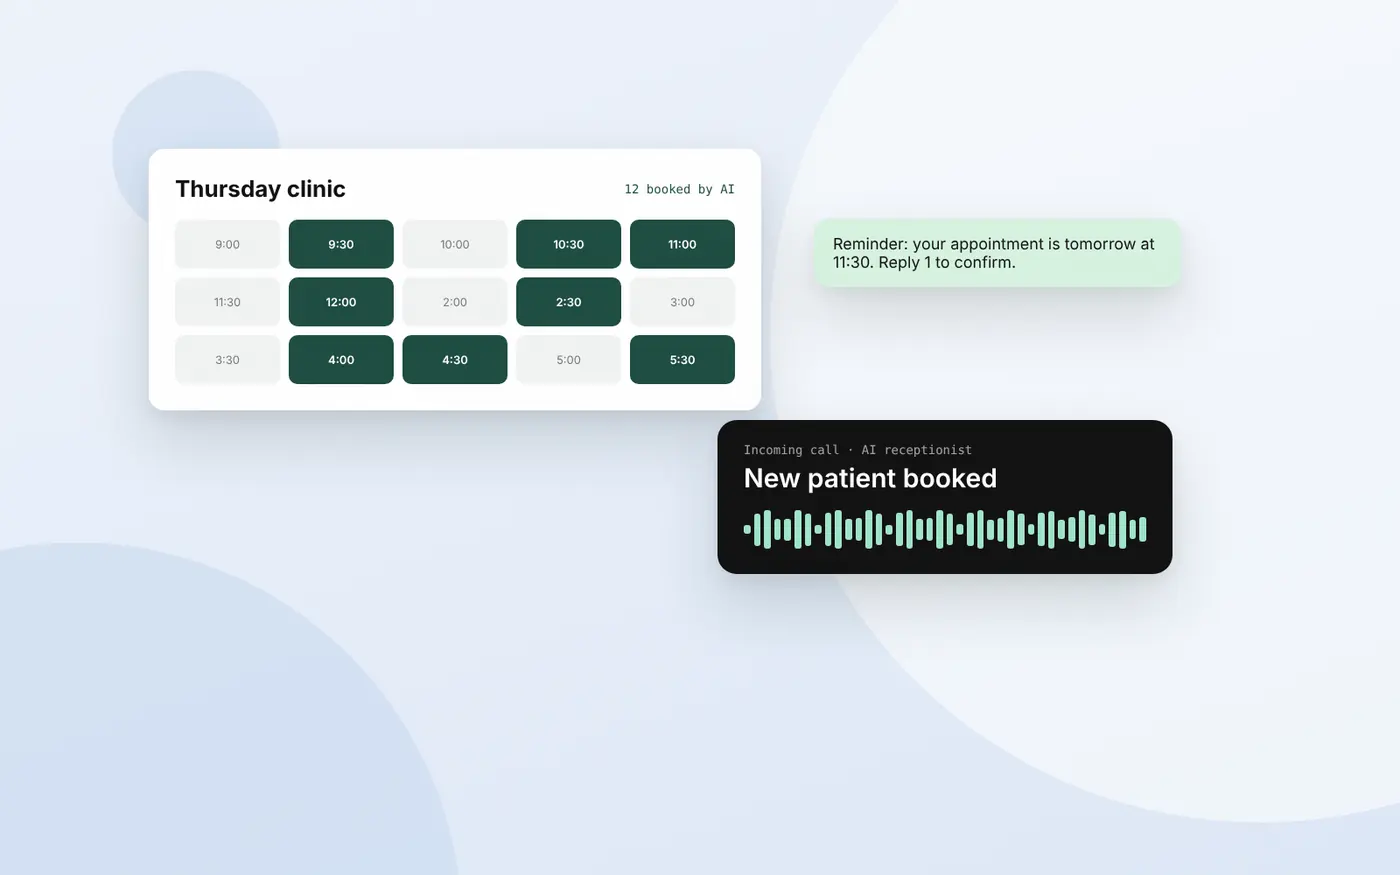 Thursday clinic
12 booked by AI
9:00
9:30
10:00
10:30
11:00
11:30
12:00
2:00
2:30
3:00
3:30
4:00
4:30
5:00
5:30
Reminder: your appointment is tomorrow at
11:30. Reply 1 to confirm.
Incoming call · AI receptionist
New patient booked